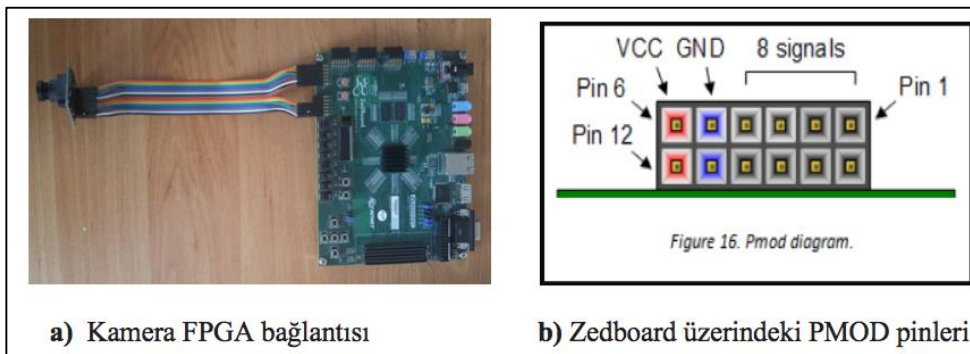 VCC GND 8 signals
Pin 6
Pin 1
Pin 12
Figure 16. Pmod diagram.
a) Kamera FPGA bağlantısı
b) Zedboard üzerindeki PMOD pinleri